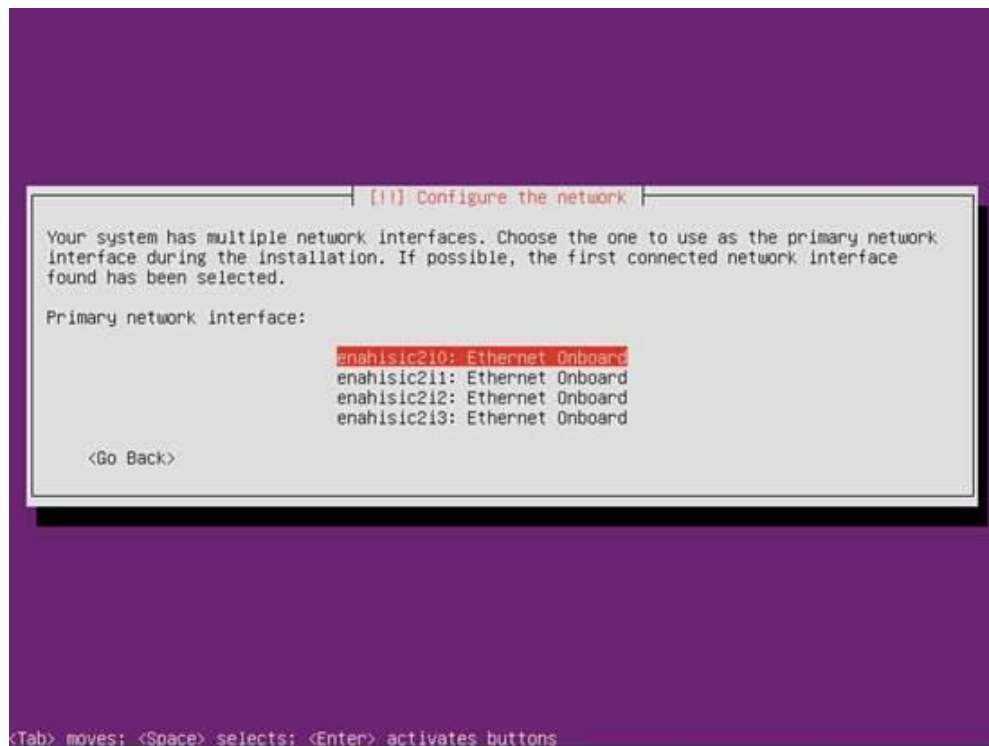 [!!] Configure the network
Your system has multiple network interfaces. Choose the one to use as the primary network
interface during the installation. If possible, the first connected network interface
found has been selected.
Primary network interface:
enahisic2i0: Ethernet Onboard
enahisic2i1: Ethernet Onboard
enahisic2i2: Ethernet Onboard
enahisic2i3: Ethernet Onboard
<Go Back>
<Tab> moves; <Space> selects; <Enter> activates buttons